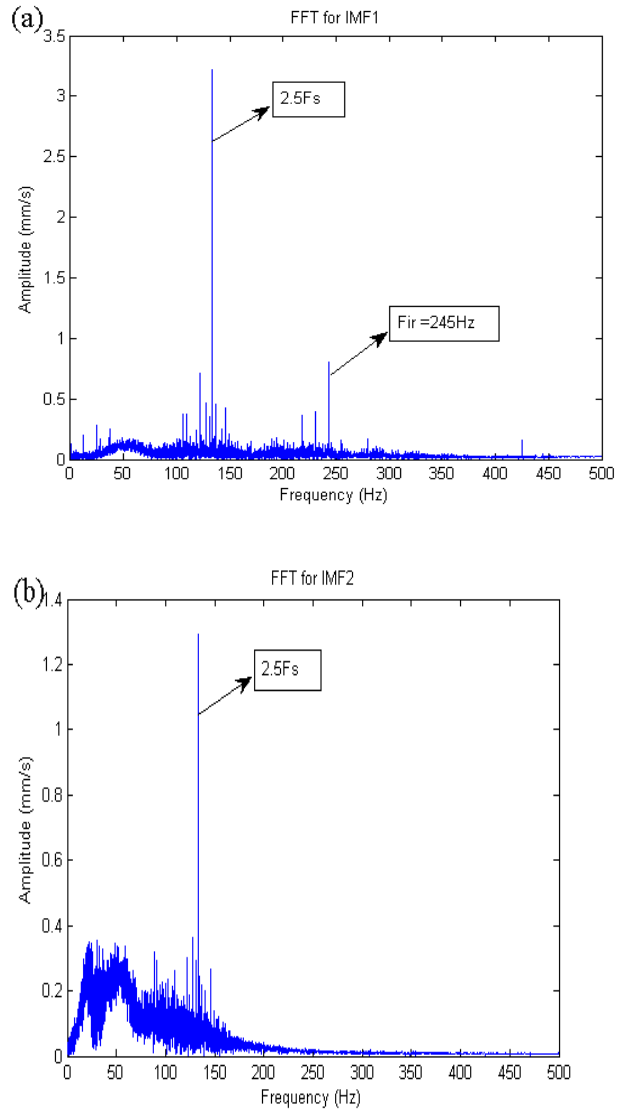 (a)
FFT for IMF1
3.5
3
2.5
2
1.5
1
0.5
0
2.5Fs
Fir =245Hz
Amplitude (mm/s)
0 50 100 150 200 250 300 350 400 450 500
Frequency (Hz)
(b)
FFT for IMF2
1.4
1.2
1
0.8
0.6
0.4
0.2
0
2.5Fs
Amplitude (mm/s)
0 50 100 150 200 250 300 350 400 450 500
Frequency (Hz)